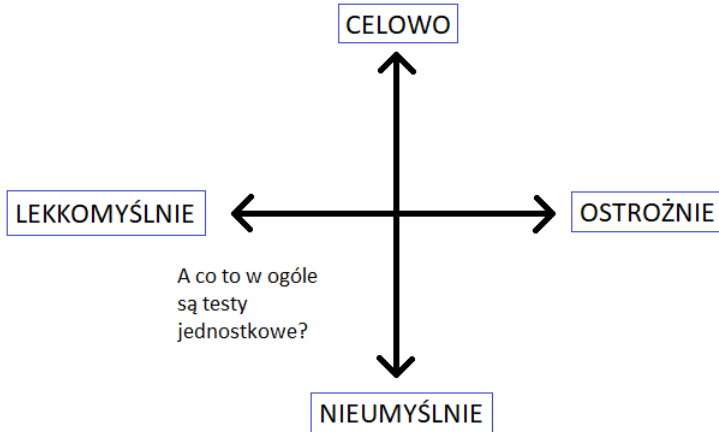 CELOWO
LEKKOMYŚLNIE
OSTROŻNIE
A co to w ogóle
są testy
jednostkowe?
NIEUMYŚLNIE